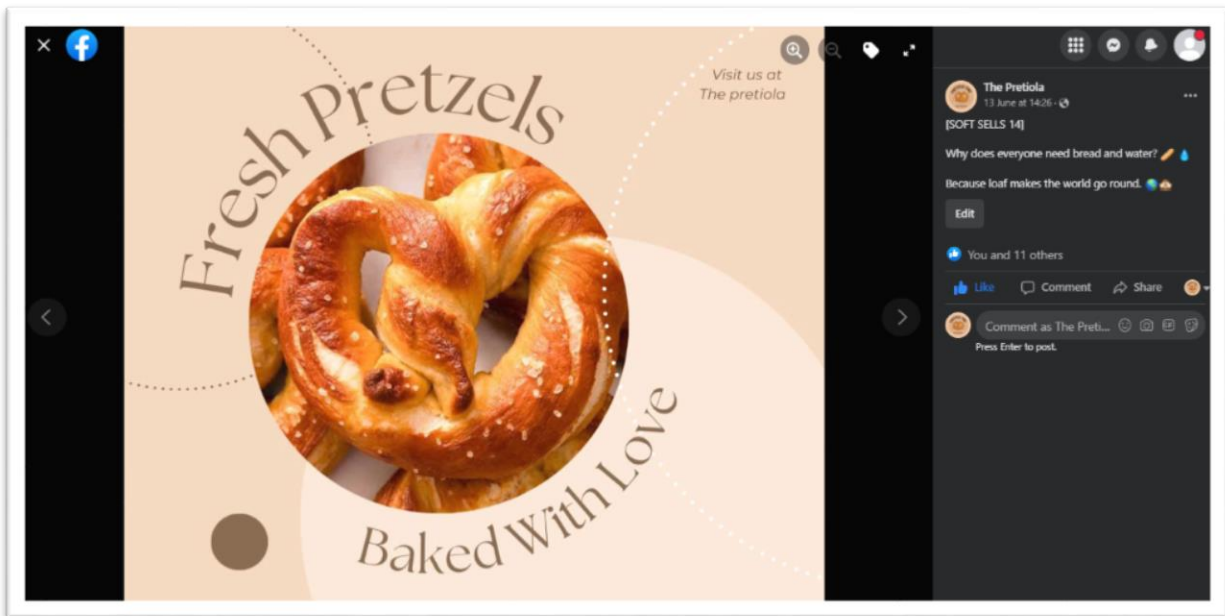 Fresh Pretzels
Visit us at
The pretiola
Baked With Love
The Pretiola
13 June at 14:26 ·
[SOFT SELLS 14]
Why does everyone need bread and water? 🥖 💧
Because loaf makes the world go round. 🌎 🙈
Edit
You and 11 others
Like Comment Share
Comment as The Preti...
Press Enter to post.